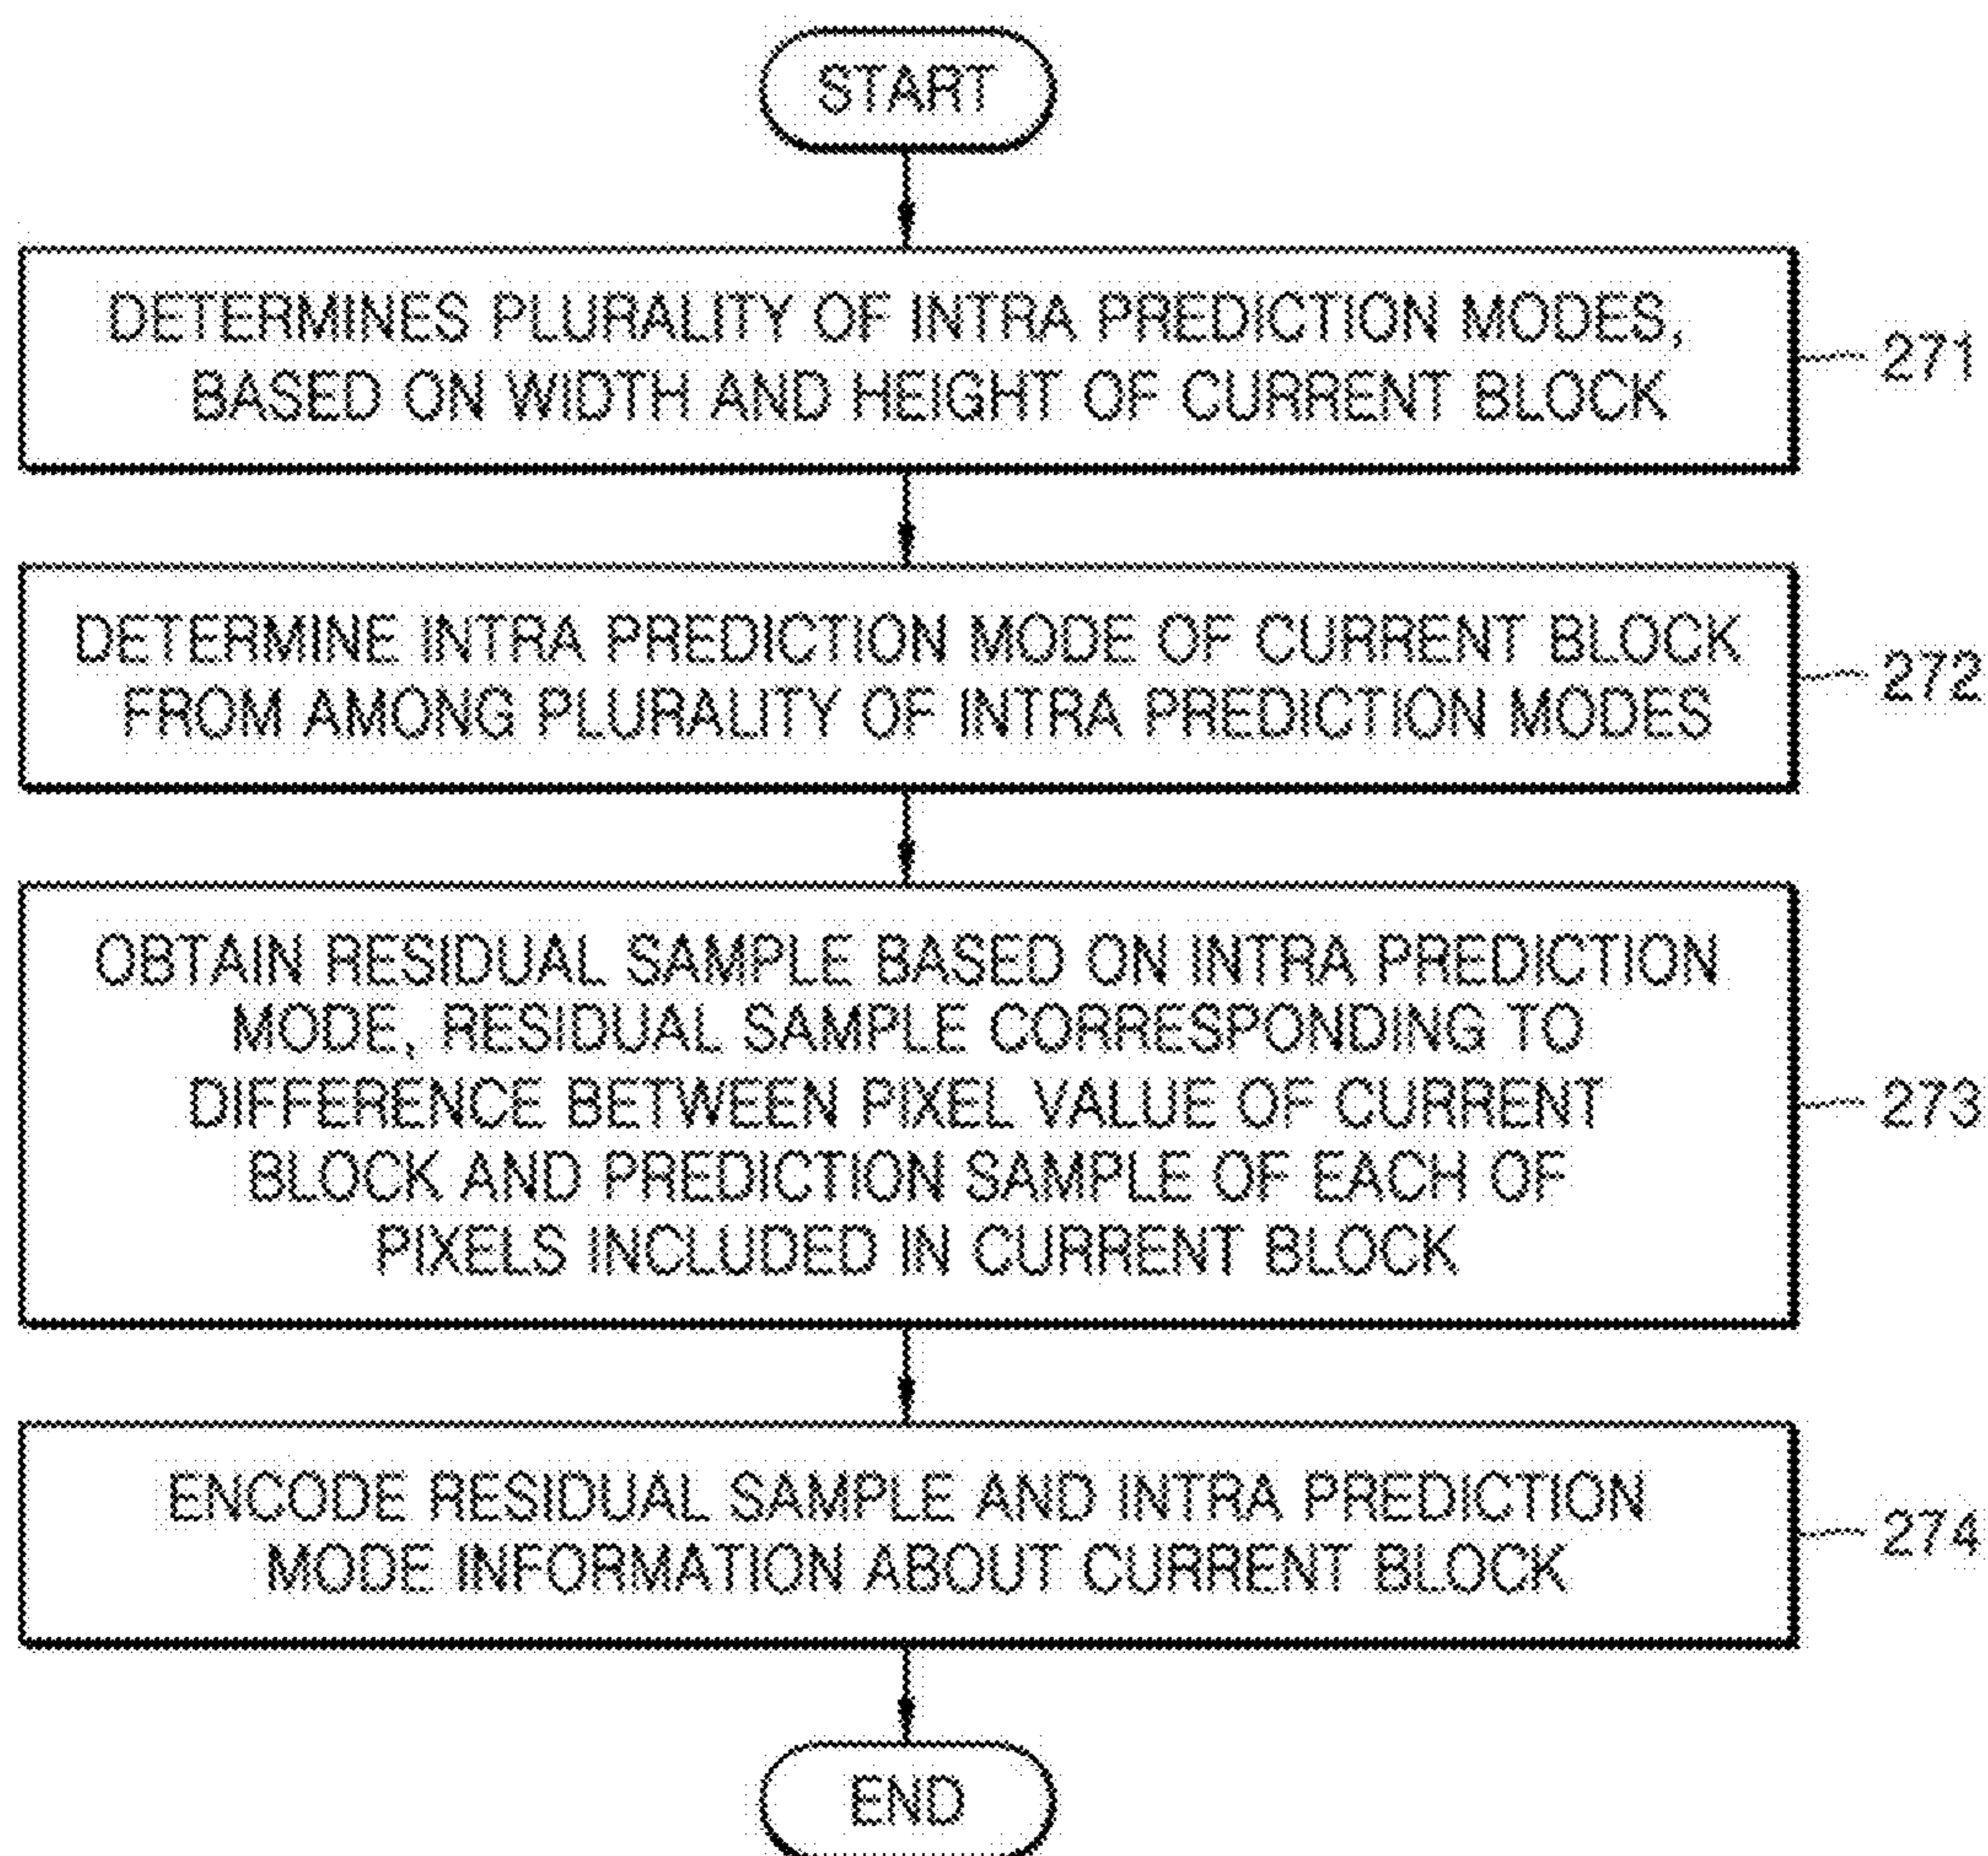 START
DETERMINES PLURALITY OF INTRA PREDICTION MODES,
BASED ON WIDTH AND HEIGHT OF CURRENT BLOCK
271
DETERMINE INTRA PREDICTION MODE OF CURRENT BLOCK
FROM AMONG PLURALITY OF INTRA PREDICTION MODES
272
OBTAIN RESIDUAL SAMPLE BASED ON INTRA PREDICTION
MODE, RESIDUAL SAMPLE CORRESPONDING TO
DIFFERENCE BETWEEN PIXEL VALUE OF CURRENT
BLOCK AND PREDICTION SAMPLE OF EACH OF
PIXELS INCLUDED IN CURRENT BLOCK
273
ENCODE RESIDUAL SAMPLE AND INTRA PREDICTION
MODE INFORMATION ABOUT CURRENT BLOCK
274
END